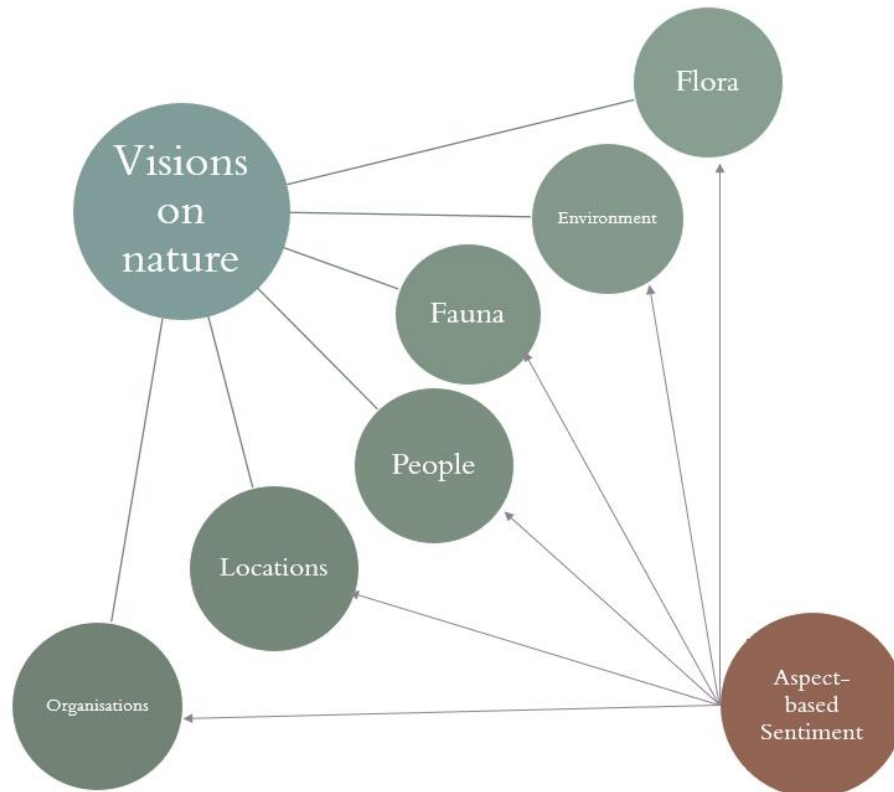 Flora
Visions
on
nature
Environment
Fauna
People
Locations
Organisations
Aspect-
based
Sentiment